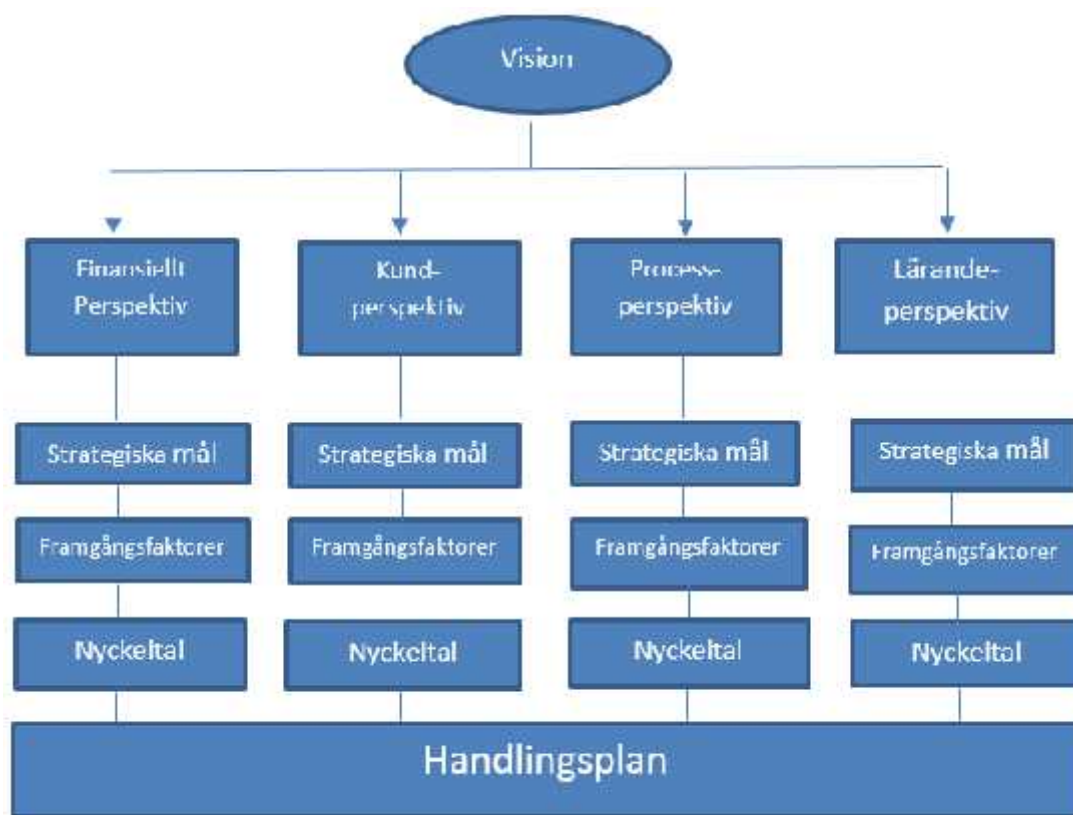 Vision
Finansiellt
Perspektiv
Kund-
perspektiv
Process-
perspektiv
Lärande-
perspektiv
Strategiska mål
Strategiska mål
Strategiska mål
Strategiska mål
Framgångsfaktorer
Framgångsfaktorer
Framgångsfaktorer
Framgångsfaktorer
Nyckeltal
Nyckeltal
Nyckeltal
Nyckeltal
Handlingsplan